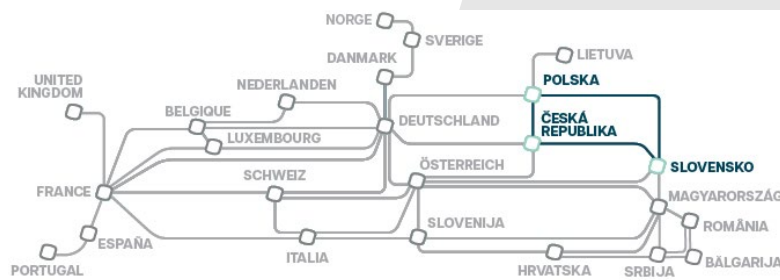 NORGE
SVERIGE
DANMARK
LIETUVA
UNITED
KINGDOM
NEDERLANDEN
POLSKA
BELGIQUE
DEUTSCHLAND
ČESKÁ
REPUBLIKA
LUXEMBOURG
ÖSTERREICH
SLOVENSKO
SCHWEIZ
FRANCE
MAGYARORSZÁG
SLOVENIJA
ROMÂNIA
ESPAÑA
ITALIA
HRVATSKA
SRBIJA
BĂLGARIJA
PORTUGAL